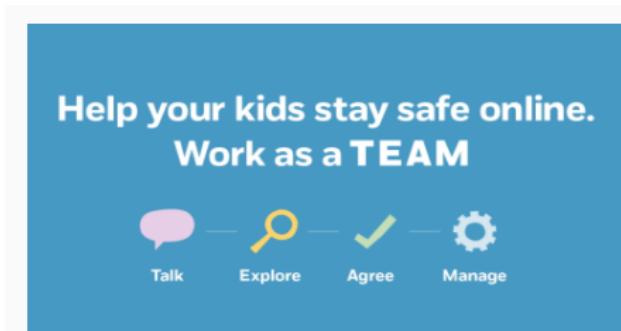 Help your kids stay safe online.
Work as a TEAM
Talk Explore Agree Manage